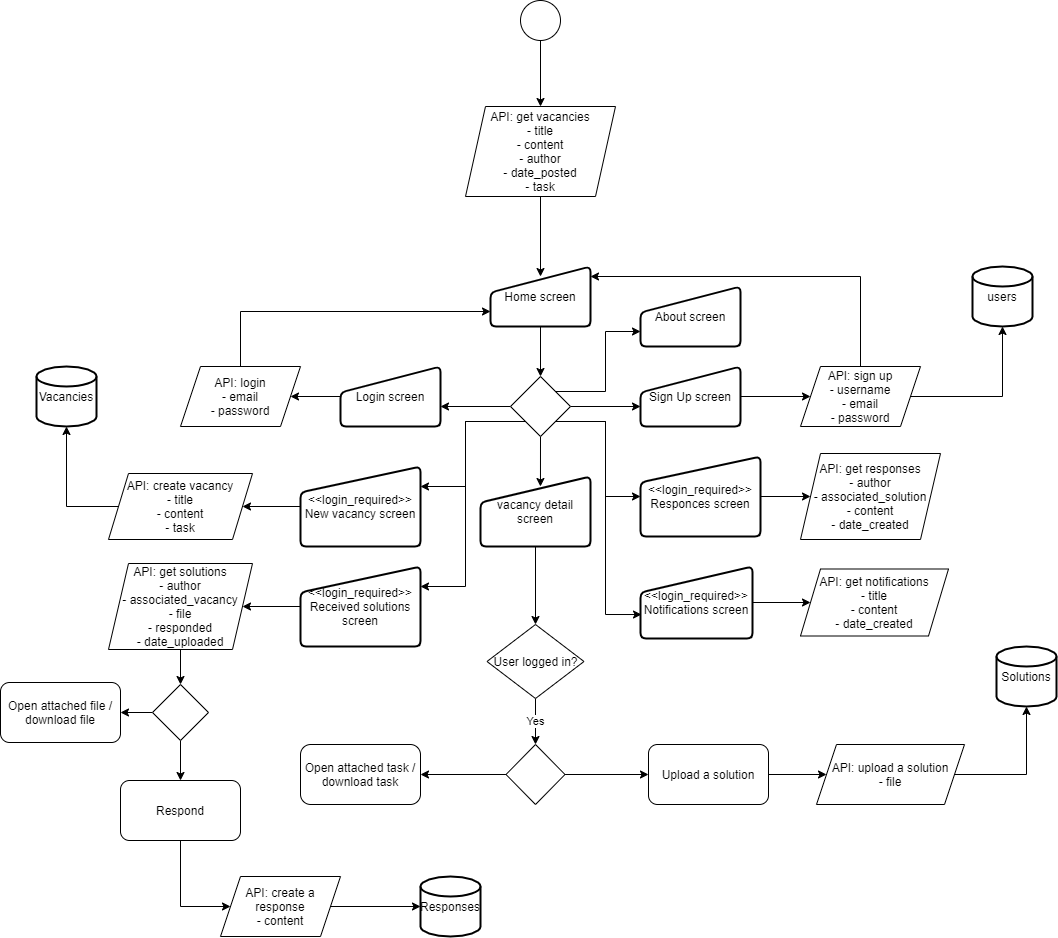 API: get vacancies
- title
- content
- author
- date_posted
- task
Home screen
users
About screen
API: login
- email
- password
Login screen
Sign Up screen
API: sign up
- username
- email
- password
Vacancies
API: create vacancy
- title
- content
- task
<<login_required>>
New vacancy screen
vacancy detail
screen
<<login_required>>
Responces screen
API: get responses
- author
- associated_solution
- content
- date_created
API: get solutions
- author
- associated_vacancy
- file
- responded
- date_uploaded
<<login_required>>
Received solutions
screen
<<login_required>>
Notifications screen
API: get notifications
- title
- content
- date_created
User logged in?
Yes
Solutions
Open attached file /
download file
Open attached task /
download task
Upload a solution
API: upload a solution
- file
Respond
API: create a
response
- content
Responses